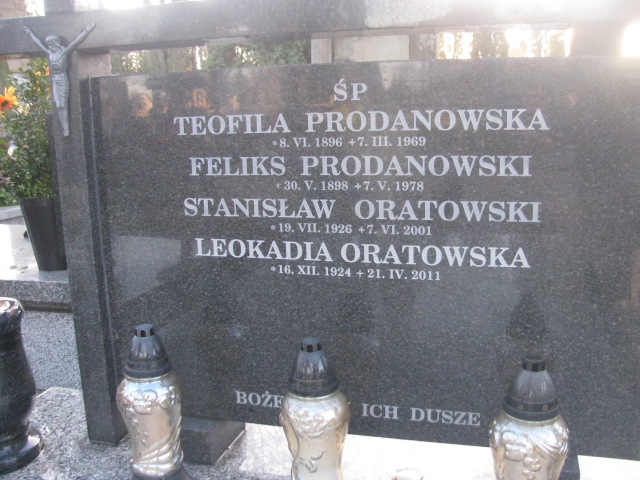 ŚP
TEOFILA PRODANOWSKA
*8. VI. 1896 +7. III. 1969
FELIKS PRODANOWSKI
*30. V. 1898 +7. V. 1978
STANISŁAW ORATOWSKI
*19. VII. 1926 +7. VI. 2001
LEOKADIA ORATOWSKA
*16. XII. 1924 + 21. IV. 2011
BOŻE ICH DUSZE